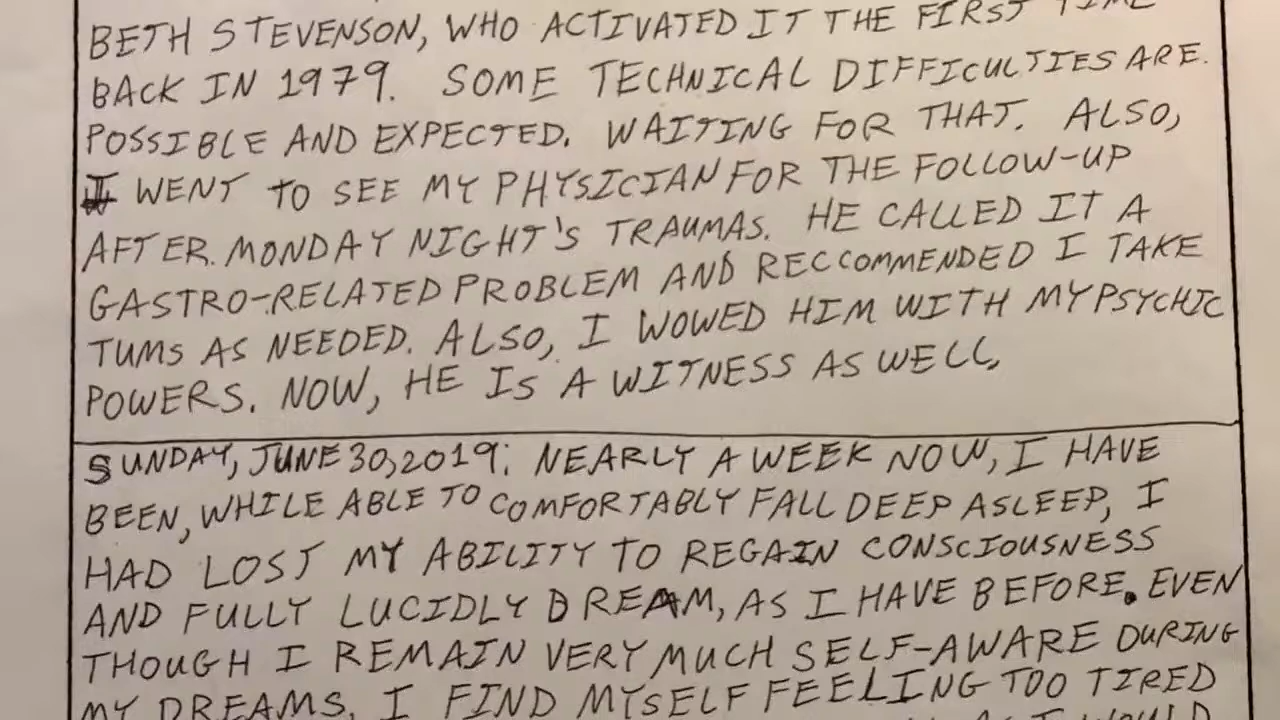 BETH STEVENSON, WHO ACTIVATED IT THE FIRST TIME
BACK IN 1979. SOME TECHNICAL DIFFICULTIES ARE.
POSSIBLE AND EXPECTED. WAITING FOR THAT. ALSO,
I WENT TO SEE MY PHYSICIAN FOR THE FOLLOW-UP
AFTER. MONDAY NIGHT'S TRAUMAS. HE CALLED IT A
GASTRO-RELATED PROBLEM AND RECCOMMENDED I TAKE
TUMS AS NEEDED. ALSO, I WOWED HIM WITH MY PSYCHIC
POWERS. NOW, HE IS A WITNESS AS WELL.
SUNDAY, JUNE 30, 2019: NEARLY A WEEK NOW, I HAVE
BEEN, WHILE ABLE TO COMFORTABLY FALL DEEP ASLEEP, I
HAD LOST MY ABILITY TO REGAIN CONSCIOUSNESS
AND FULLY LUCIDLY DREAM, AS I HAVE BEFORE. EVEN
THOUGH I REMAIN VERY MUCH SELF-AWARE DURING
MY DREAMS, I FIND MYSELF FEELING TOO TIRED
AS I WOULD